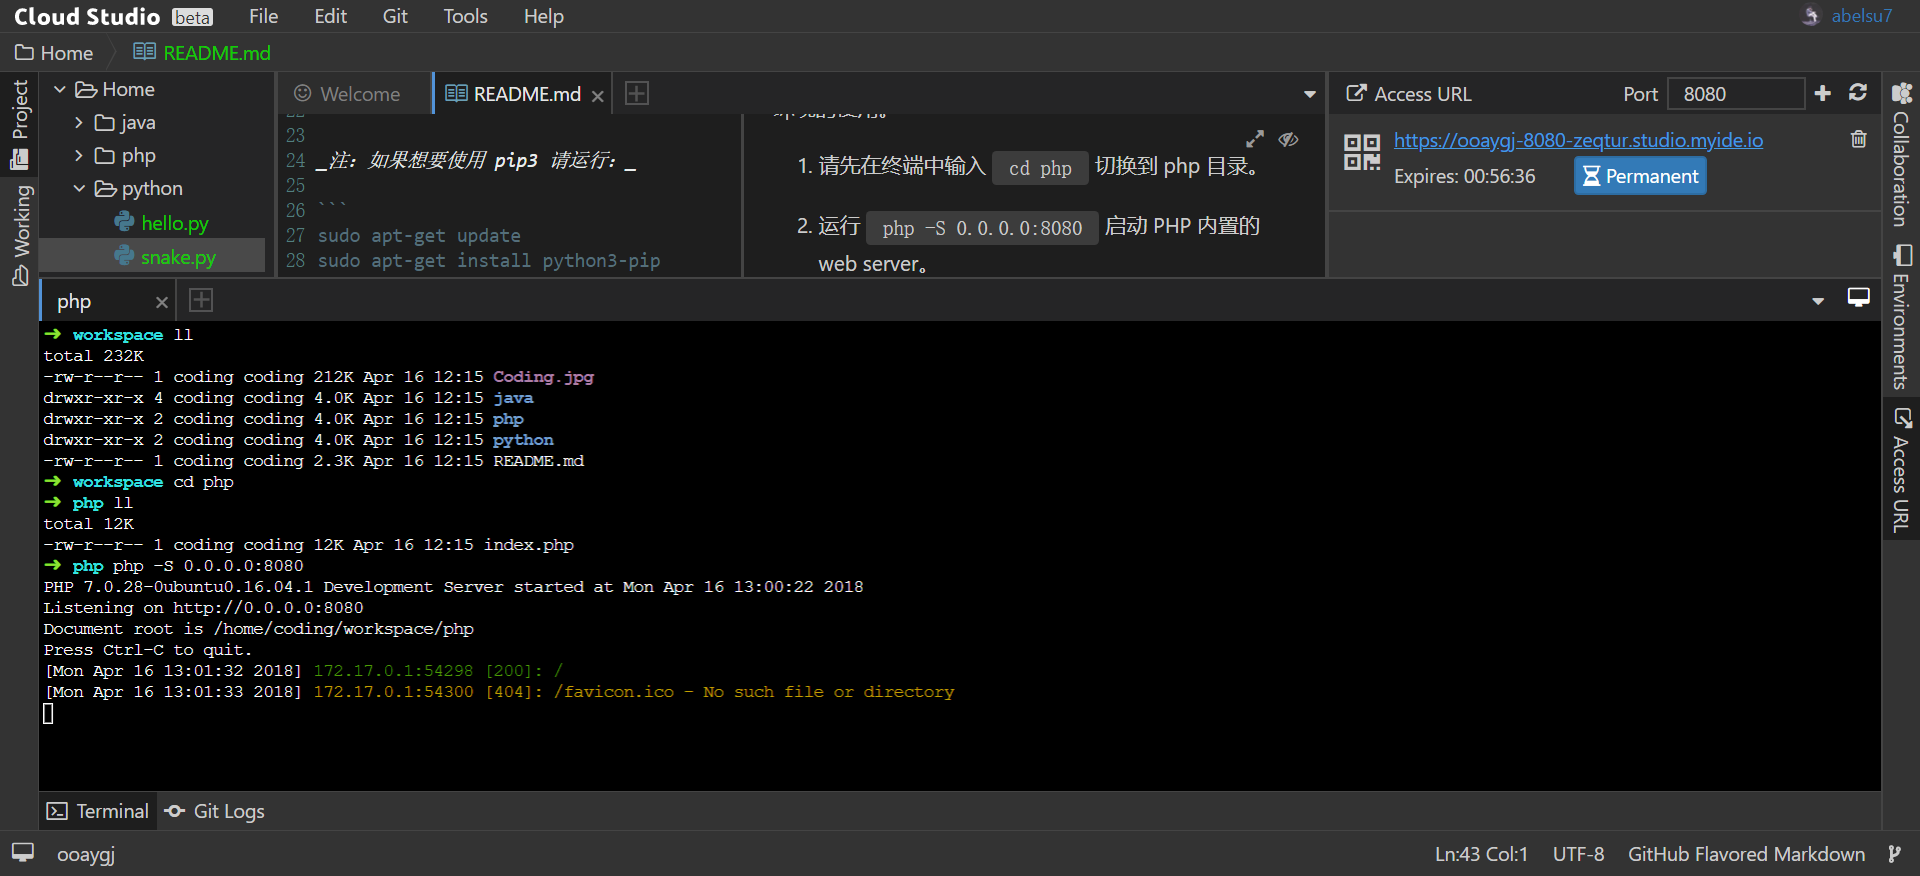 Cloud Studio beta File Edit Git Tools Help abelsu7
Home README.md
Project
Working
Home
java
php
python
hello.py
snake.py
Welcome README.md
23
24 _注：如果想要使用 pip3 请运行：_
25
26 ```
27 sudo apt-get update
28 sudo apt-get install python3-pip
1. 请先在终端中输入 cd php 切换到 php 目录。
2. 运行 php -S 0.0.0.0:8080 启动 PHP 内置的
web server。
Access URL Port 8080
https://ooaygj-8080-zeqtur.studio.myide.io
Expires: 00:56:36 Permanent
Collaboration
Environments
Access URL
php
➜ workspace ll
total 232K
-rw-r--r-- 1 coding coding 212K Apr 16 12:15 Coding.jpg
drwxr-xr-x 4 coding coding 4.0K Apr 16 12:15 java
drwxr-xr-x 2 coding coding 4.0K Apr 16 12:15 php
drwxr-xr-x 2 coding coding 4.0K Apr 16 12:15 python
-rw-r--r-- 1 coding coding 2.3K Apr 16 12:15 README.md
➜ workspace cd php
➜ php ll
total 12K
-rw-r--r-- 1 coding coding 12K Apr 16 12:15 index.php
➜ php php -S 0.0.0.0:8080
PHP 7.0.28-0ubuntu0.16.04.1 Development Server started at Mon Apr 16 13:00:22 2018
Listening on http://0.0.0.0:8080
Document root is /home/coding/workspace/php
Press Ctrl-C to quit.
[Mon Apr 16 13:01:32 2018] 172.17.0.1:54298 [200]: /
[Mon Apr 16 13:01:33 2018] 172.17.0.1:54300 [404]: /favicon.ico - No such file or directory
Terminal Git Logs
ooaygj Ln:43 Col:1 UTF-8 GitHub Flavored Markdown